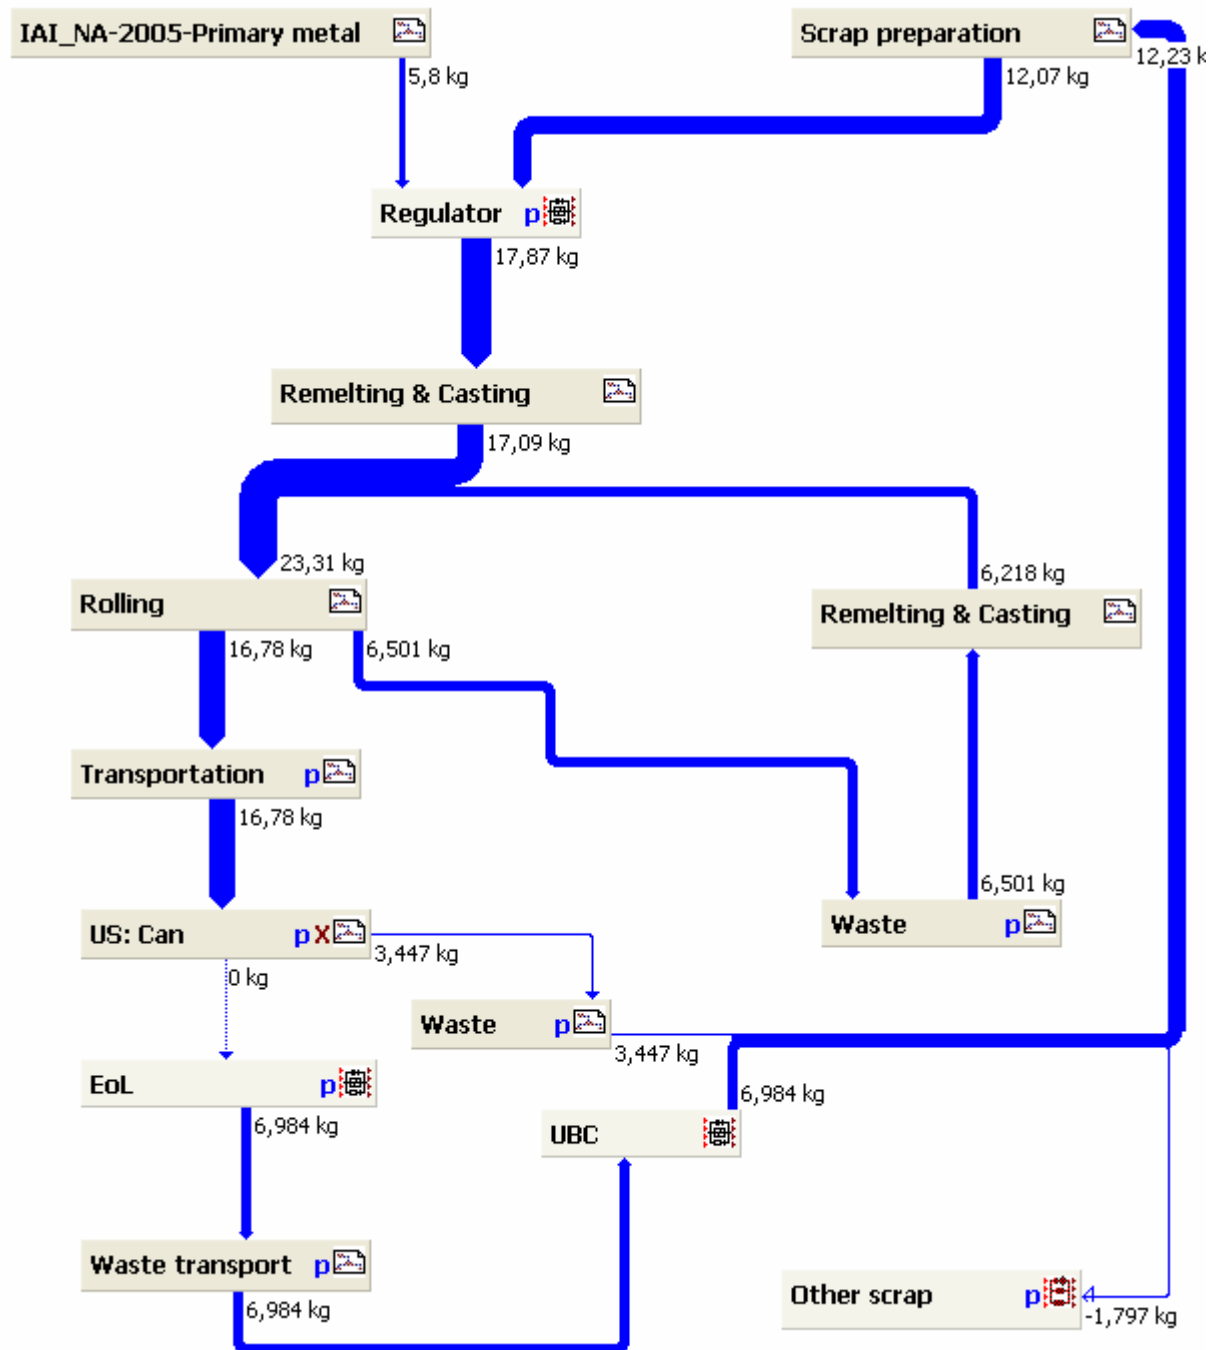 IAI_NA-2005-Primary metal
Scrap preparation
5,8 kg
12,07 kg
12,23 k
Regulator p
17,87 kg
Remelting & Casting
17,09 kg
23,31 kg
6,218 kg
Rolling
Remelting & Casting
16,78 kg
6,501 kg
Transportation p
16,78 kg
6,501 kg
US: Can p X
Waste p
3,447 kg
0 kg
Waste p
3,447 kg
EoL p
6,984 kg
6,984 kg
UBC
Waste transport p
6,984 kg
Other scrap p
-1,797 kg